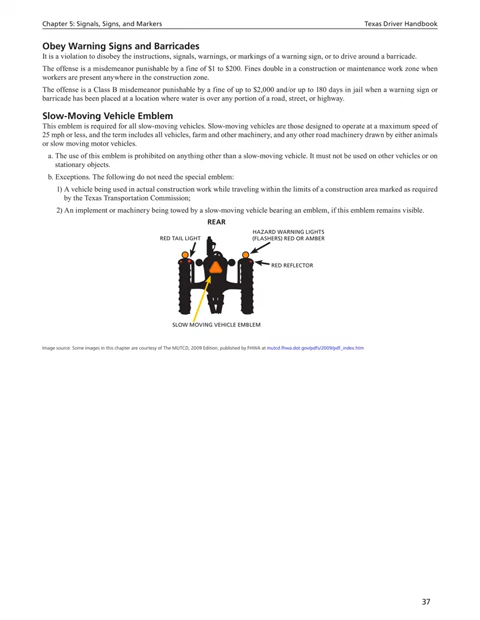 Chapter 5: Signals, Signs, and Markers
Texas Driver Handbook
Obey Warning Signs and Barricades
It is a violation to disobey the instructions, signals, warnings, or markings of a warning sign, or to drive around a barricade.
The offense is a misdemeanor punishable by a fine of $1 to $200. Fines double in a construction or maintenance work zone when
workers are present anywhere in the construction zone.
The offense is a Class B misdemeanor punishable by a fine of up to $2,000 and/or up to 180 days in jail when a warning sign or
barricade has been placed at a location where water is over any portion of a road, street, or highway.
Slow-Moving Vehicle Emblem
This emblem is required for all slow-moving vehicles. Slow-moving vehicles are those designed to operate at a maximum speed of
25 mph or less, and the term includes all vehicles, farm and other machinery, and any other road machinery drawn by either animals
or slow moving motor vehicles.
a. The use of this emblem is prohibited on anything other than a slow-moving vehicle. It must not be used on other vehicles or on
stationary objects.
b. Exceptions. The following do not need the special emblem:
1) A vehicle being used in actual construction work while traveling within the limits of a construction area marked as required
by the Texas Transportation Commission;
2) An implement or machinery being towed by a slow-moving vehicle bearing an emblem, if this emblem remains visible.
REAR
HAZARD WARNING LIGHTS
(FLASHERS) RED OR AMBER
RED TAIL LIGHT
RED REFLECTOR
SLOW MOVING VEHICLE EMBLEM
Image source: Some images in this chapter are courtesy of The MUTCD, 2009 Edition, published by FHWA at mutcd.fhwa.dot.gov/pdfs/2009/pdf_index.htm
37